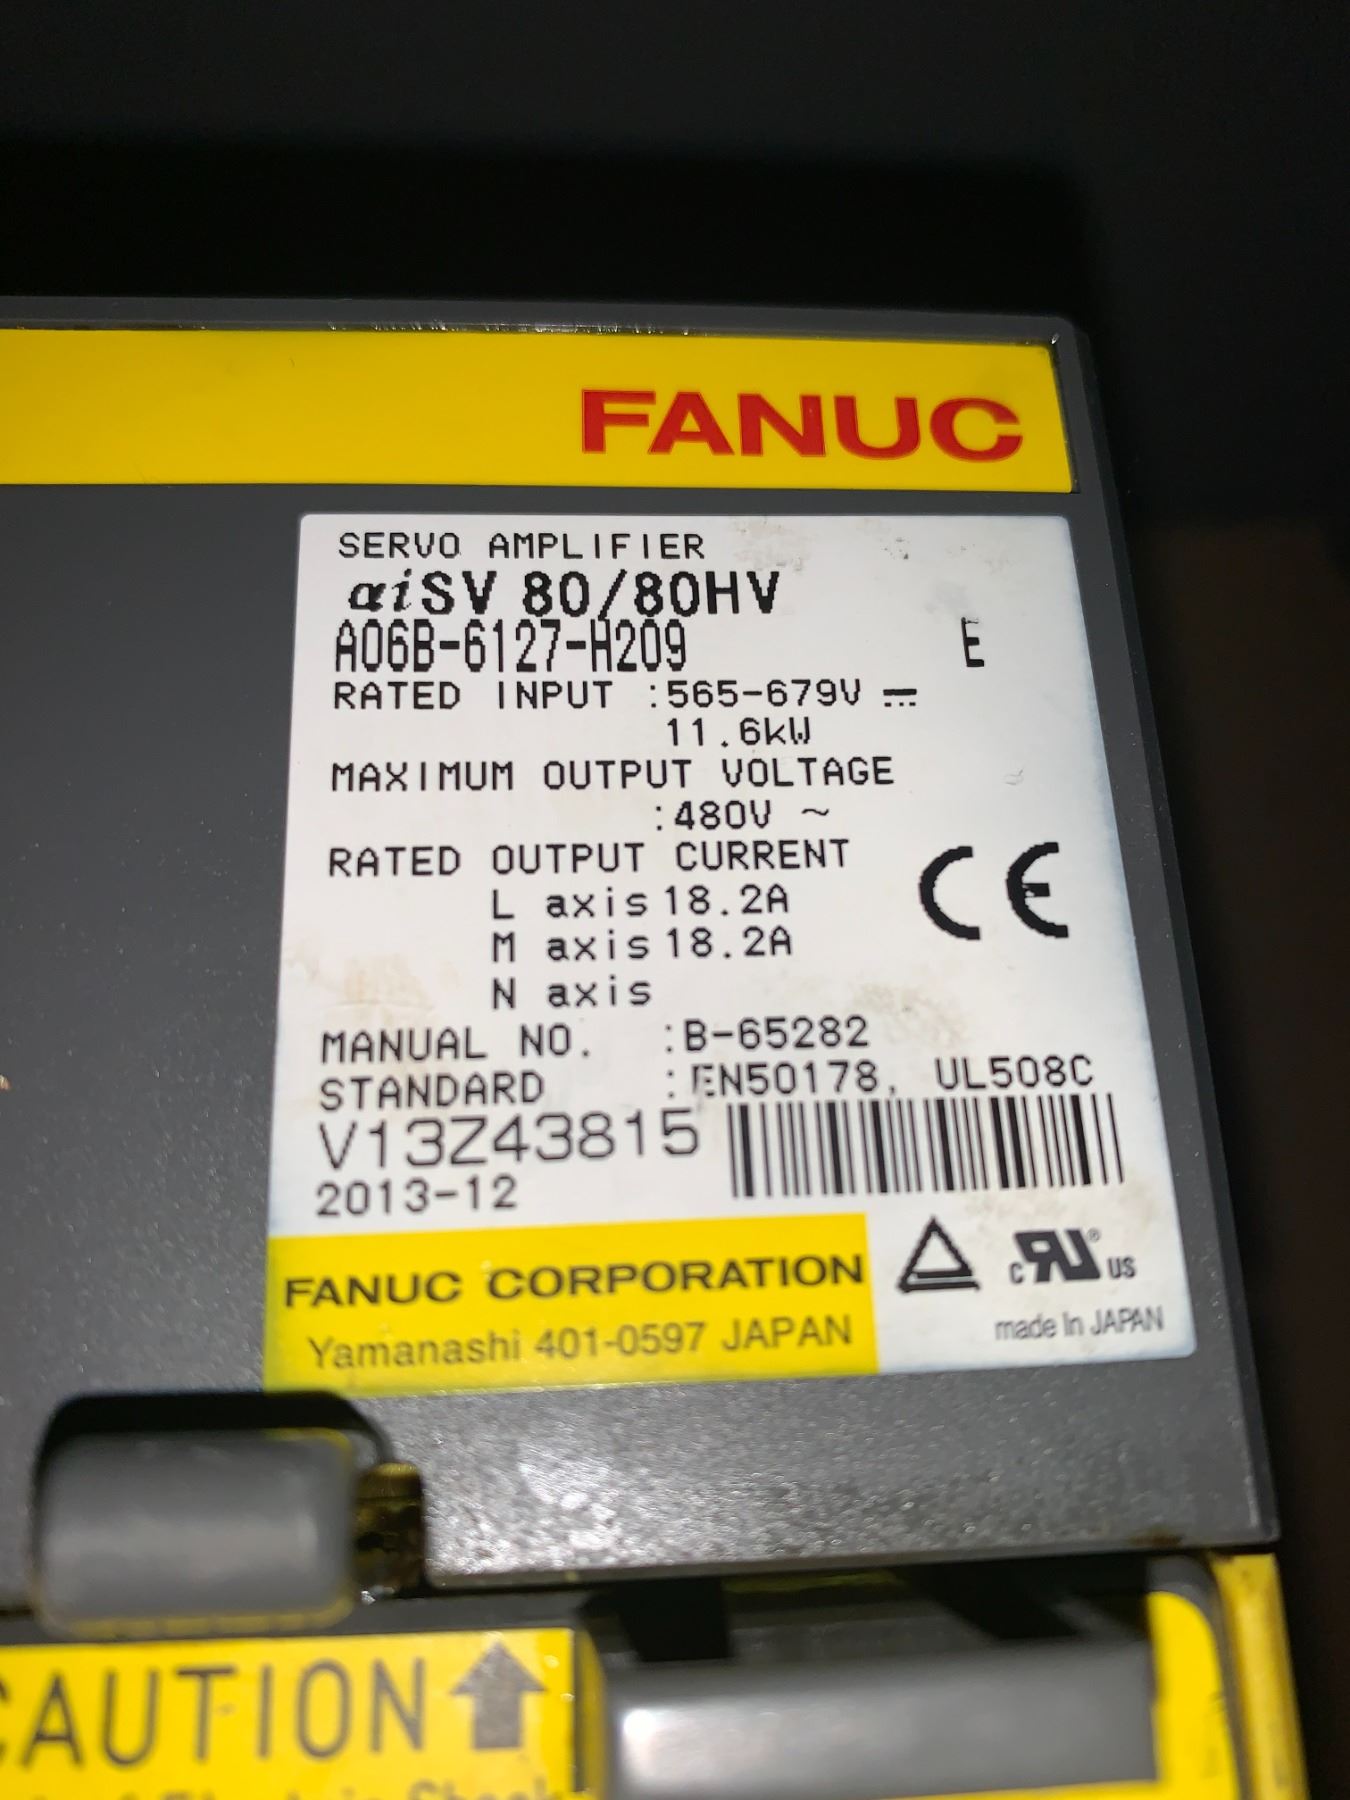 FANUC
SERVO AMPLIFIER
αiSV 80/80HV
A06B-6127-H209 E
RATED INPUT :565-679V ⎓
11.6kW
MAXIMUM OUTPUT VOLTAGE
:480V ~
RATED OUTPUT CURRENT
L axis 18.2A
M axis 18.2A
N axis
CE
MANUAL NO. :B-65282
STANDARD :EN50178, UL508C
V13Z43815
2013-12
FANUC CORPORATION
Yamanashi 401-0597 JAPAN
c RU ® US
made In JAPAN
CAUTION